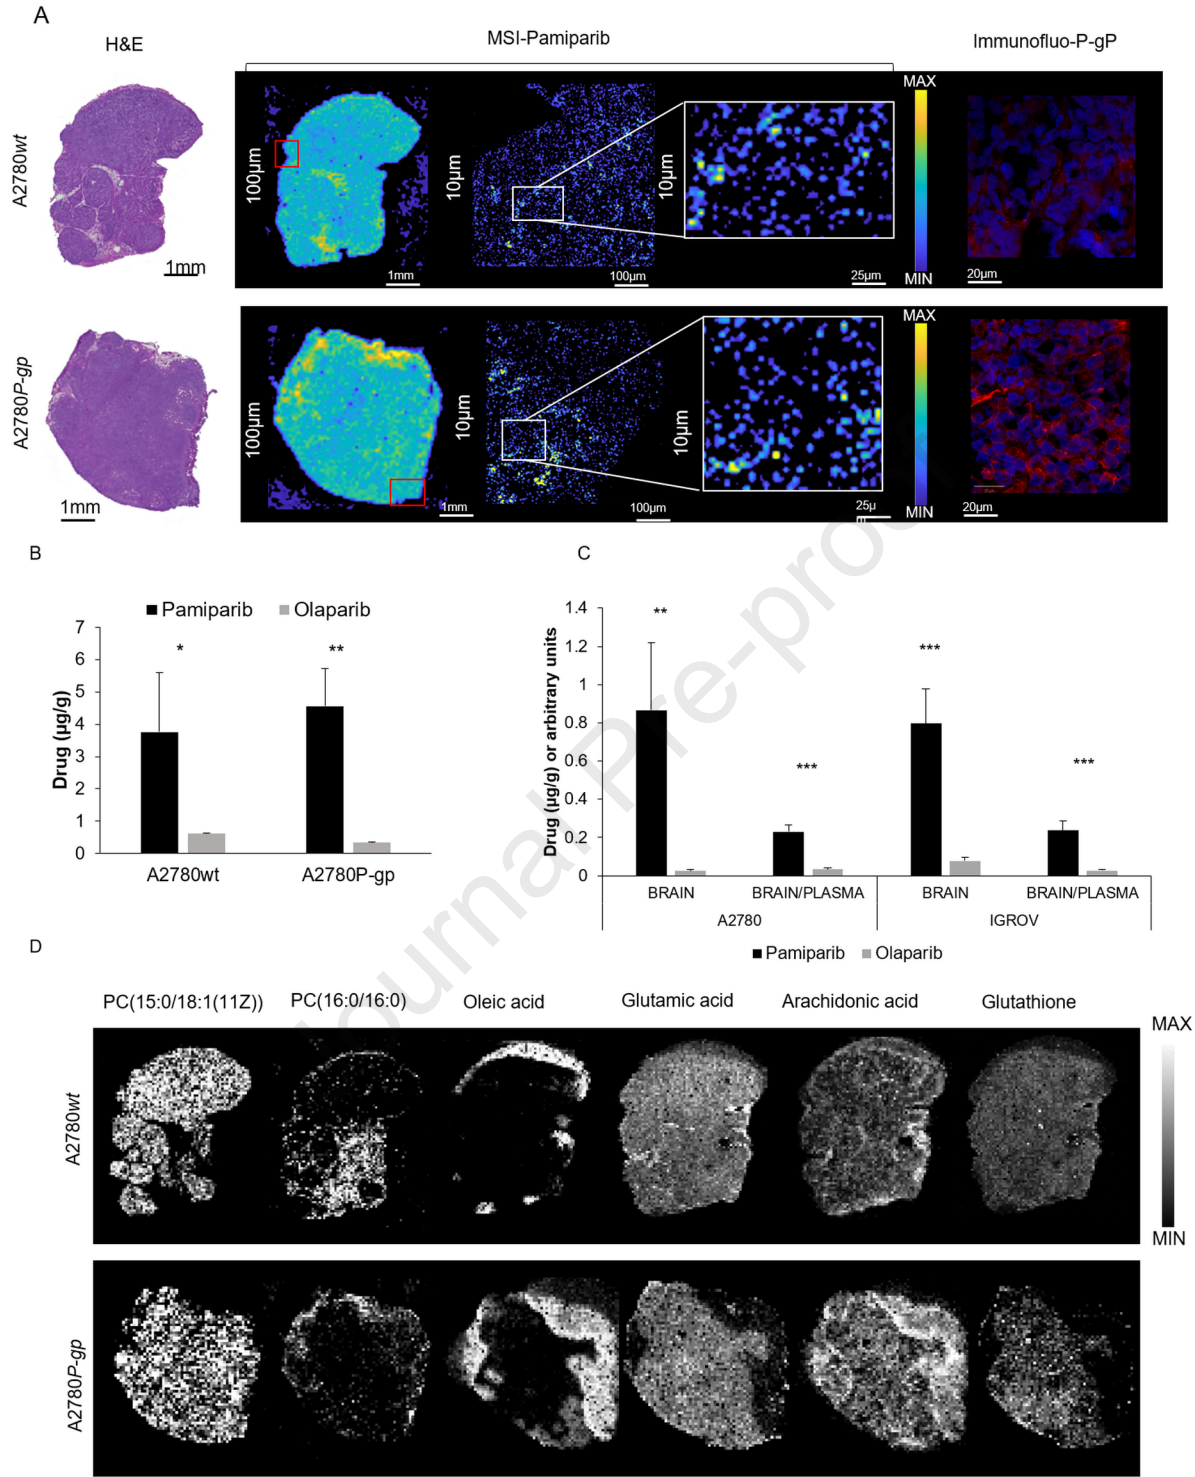 A
H&E
MSI-Pamiparib
Immunofluo-P-gP
A2780wt
100µm
10µm
10µm
MAX
MIN
1mm
1mm
100µm
25µm
20µm
A2780P-gp
100µm
10µm
10µm
MAX
MIN
1mm
1mm
100µm
25µ
m
20µm
B
Pamiparib
Olaparib
Drug (µg/g)
7
6
5
4
3
2
1
0
*
**
A2780wt
A2780P-gp
C
Drug (µg/g) or arbitrary units
1.4
1.2
1
0.8
0.6
0.4
0.2
0
**
***
***
***
BRAIN
BRAIN/PLASMA
BRAIN
BRAIN/PLASMA
A2780
IGROV
Pamiparib
Olaparib
D
PC(15:0/18:1(11Z))
PC(16:0/16:0)
Oleic acid
Glutamic acid
Arachidonic acid
Glutathione
A2780wt
A2780P-gp
MAX
MIN
Journal Pre-proof